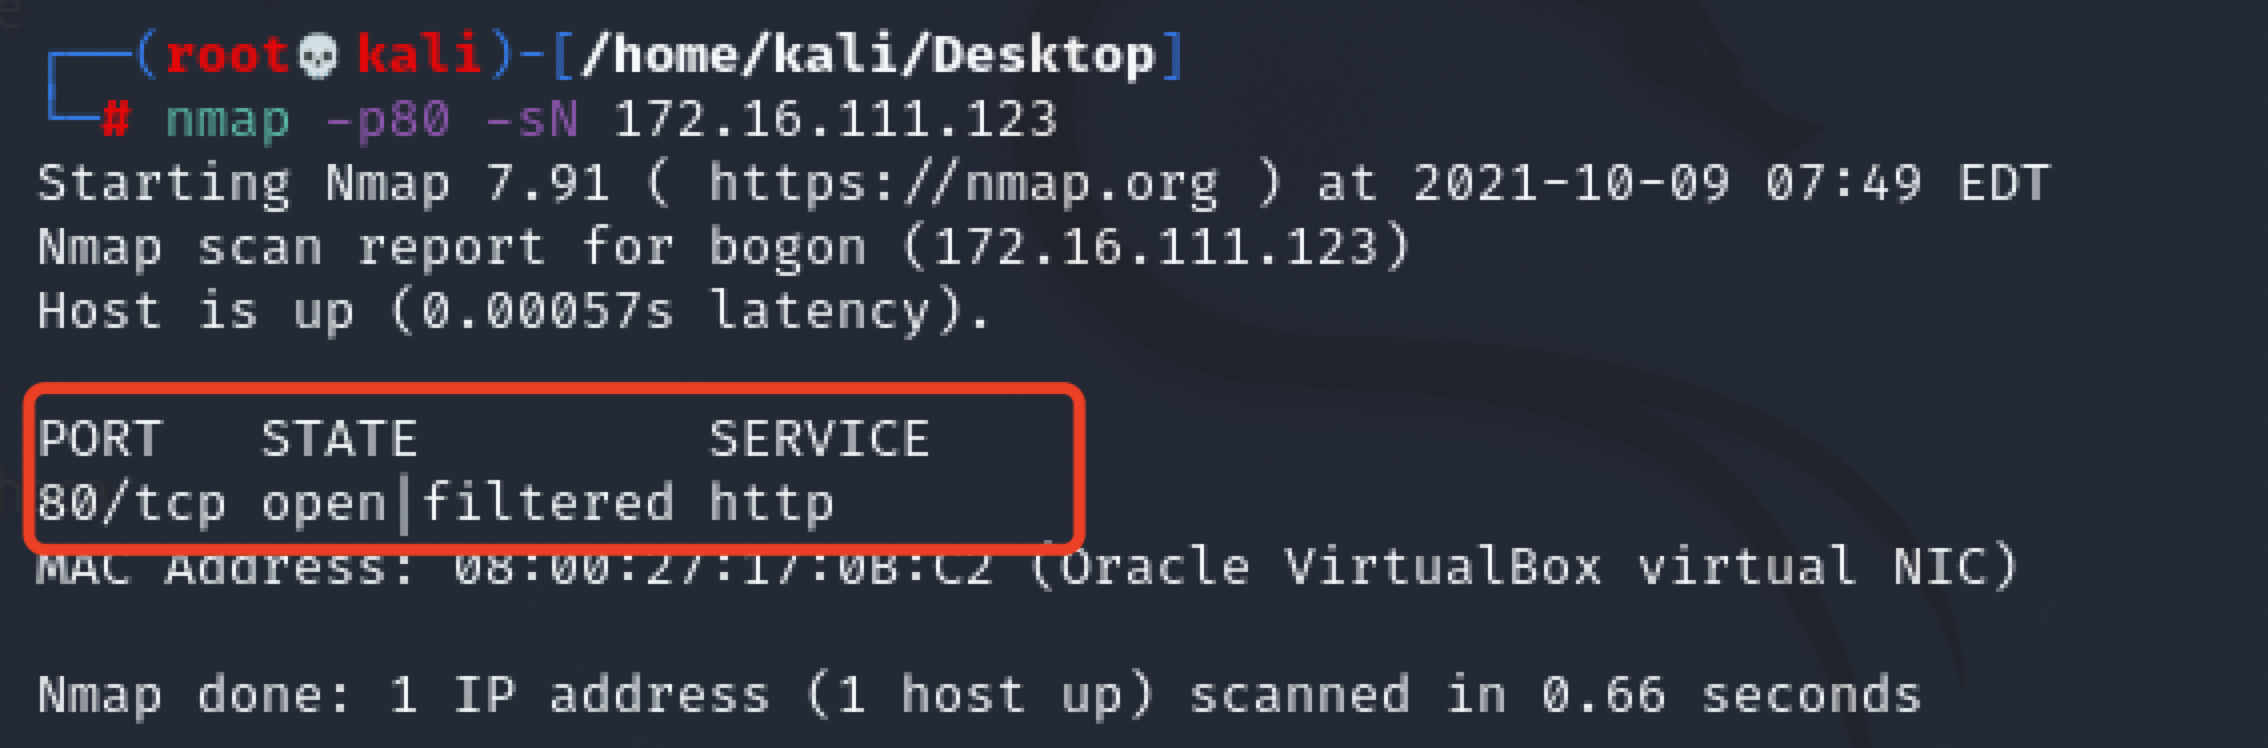 ┌──(root💀kali)-[/home/kali/Desktop]
└─# nmap -p80 -sN 172.16.111.123
Starting Nmap 7.91 ( https://nmap.org ) at 2021-10-09 07:49 EDT
Nmap scan report for bogon (172.16.111.123)
Host is up (0.00057s latency).
PORT   STATE         SERVICE
80/tcp open|filtered http
MAC Address: 08:00:27:17:0B:C2 (Oracle VirtualBox virtual NIC)
Nmap done: 1 IP address (1 host up) scanned in 0.66 seconds